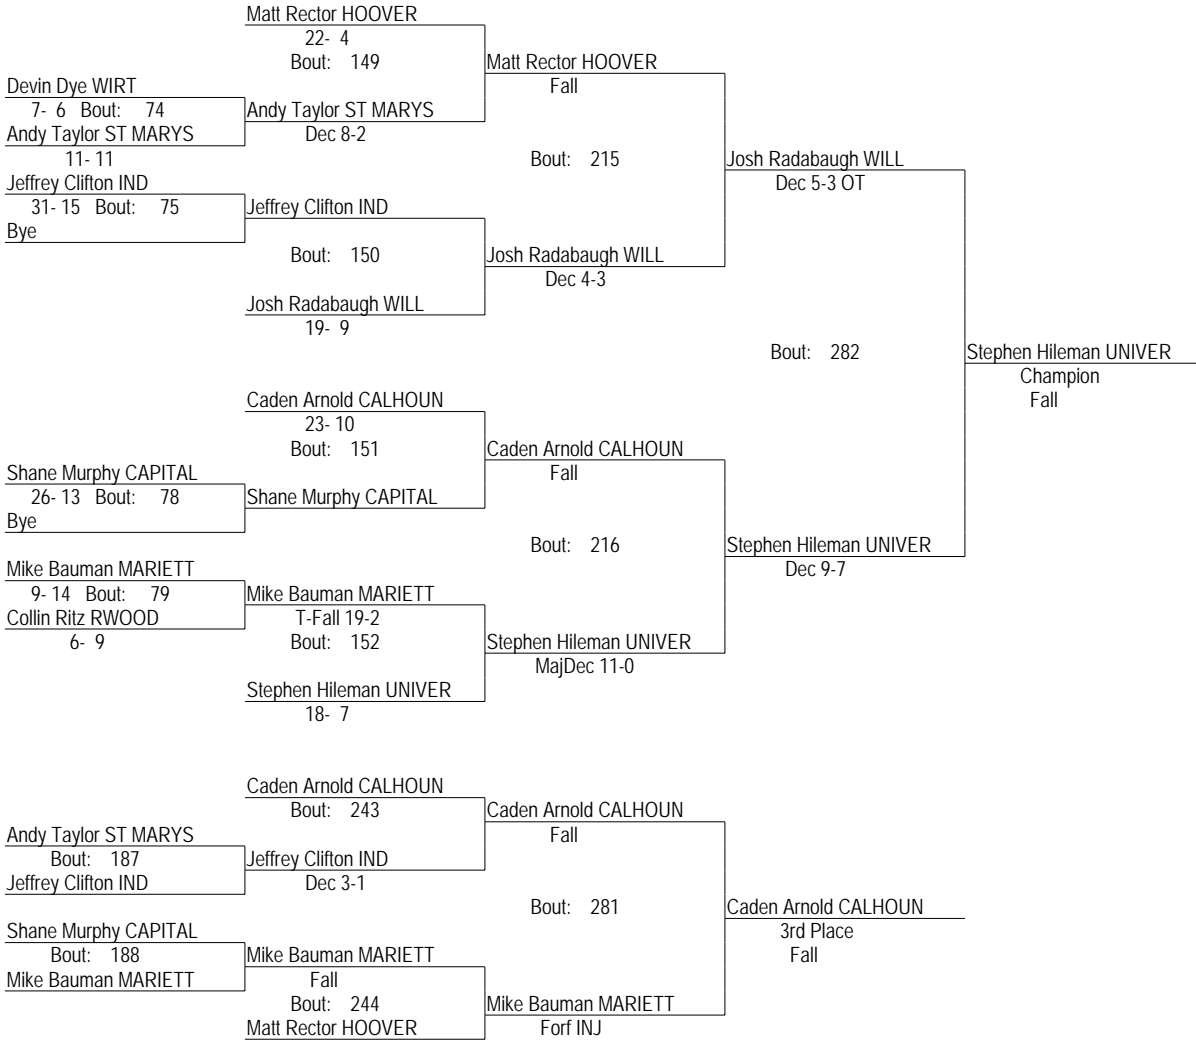 Matt Rector HOOVER
22- 4
Bout: 149
Matt Rector HOOVER
Fall
Devin Dye WIRT
7- 6 Bout: 74
Andy Taylor ST MARYS
Andy Taylor ST MARYS
Dec 8-2
11- 11
Bout: 215
Josh Radabaugh WILL
Dec 5-3 OT
Jeffrey Clifton IND
31- 15 Bout: 75
Jeffrey Clifton IND
Bye
Bout: 150
Josh Radabaugh WILL
Dec 4-3
Josh Radabaugh WILL
19- 9
Bout: 282
Stephen Hileman UNIVER
Champion
Fall
Caden Arnold CALHOUN
23- 10
Bout: 151
Caden Arnold CALHOUN
Fall
Shane Murphy CAPITAL
26- 13 Bout: 78
Shane Murphy CAPITAL
Bye
Bout: 216
Stephen Hileman UNIVER
Dec 9-7
Mike Bauman MARIETT
9- 14 Bout: 79
Mike Bauman MARIETT
Collin Ritz RWOOD
T-Fall 19-2
6- 9
Bout: 152
Stephen Hileman UNIVER
MajDec 11-0
Stephen Hileman UNIVER
18- 7
Caden Arnold CALHOUN
Bout: 243
Caden Arnold CALHOUN
Fall
Andy Taylor ST MARYS
Bout: 187
Jeffrey Clifton IND
Jeffrey Clifton IND
Dec 3-1
Bout: 281
Caden Arnold CALHOUN
3rd Place
Fall
Shane Murphy CAPITAL
Bout: 188
Mike Bauman MARIETT
Mike Bauman MARIETT
Fall
Bout: 244
Mike Bauman MARIETT
Forf INJ
Matt Rector HOOVER